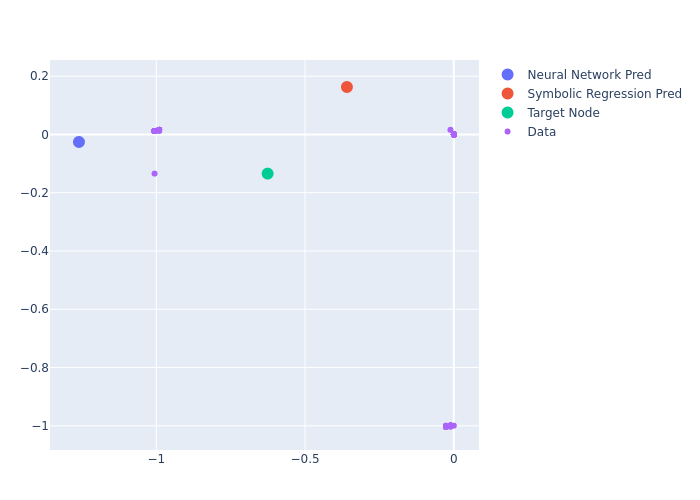 0.2
0
−0.2
−0.4
−0.6
−0.8
−1
−1
−0.5
0
Neural Network Pred
Symbolic Regression Pred
Target Node
Data